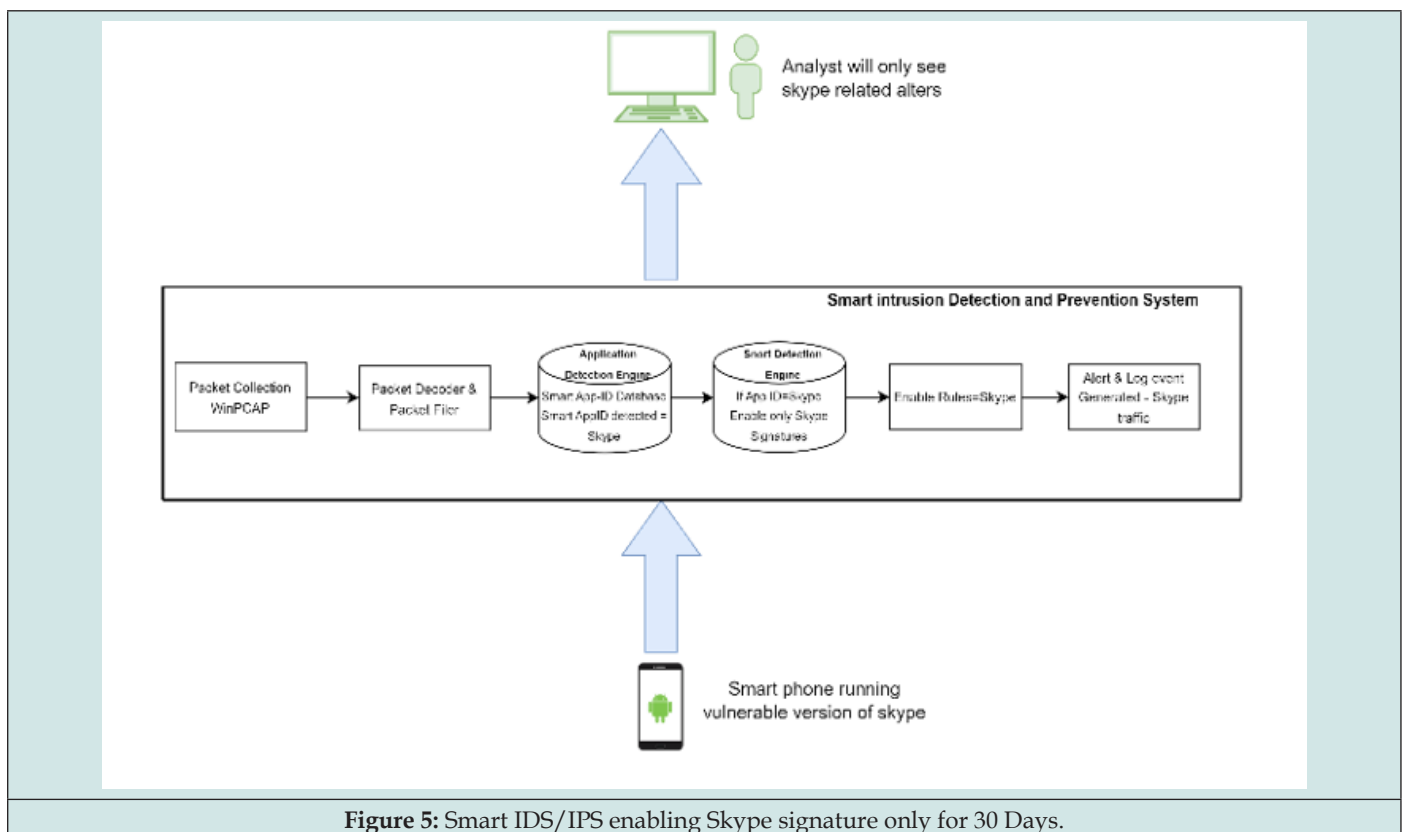 Analyst will only see
skype related alters
Smart intrusion Detection and Prevention System
Packet Collection
WinPCAP
Packet Decoder &
Packet Filer
Application
Detection Engine
Smart App-ID Database
Smart AppID detected =
Skype
Snort Detection
Engine
If App ID=Skype
Enable only Skype
Signatures
Enable Rules=Skype
Alert & Log event
Generated - Skype
traffic
Smart phone running
vulnerable version of skype
Figure 5: Smart IDS/IPS enabling Skype signature only for 30 Days.